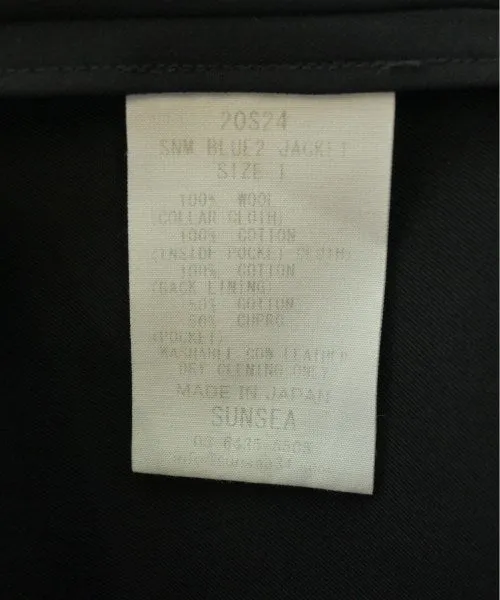 20S24
SNM BLUE2 JACKET
SIZE 1
100% WOOL
(COLLAR CLOTH)
100% COTTON
(INSIDE POCKET CLOTH)
100% COTTON
(BACK LINING)
50% COTTON
50% CUPRO
(POCKET)
WASHABLE COW LEATHER
DRY CLENING ONLY
MADE IN JAPAN
SUNSEA